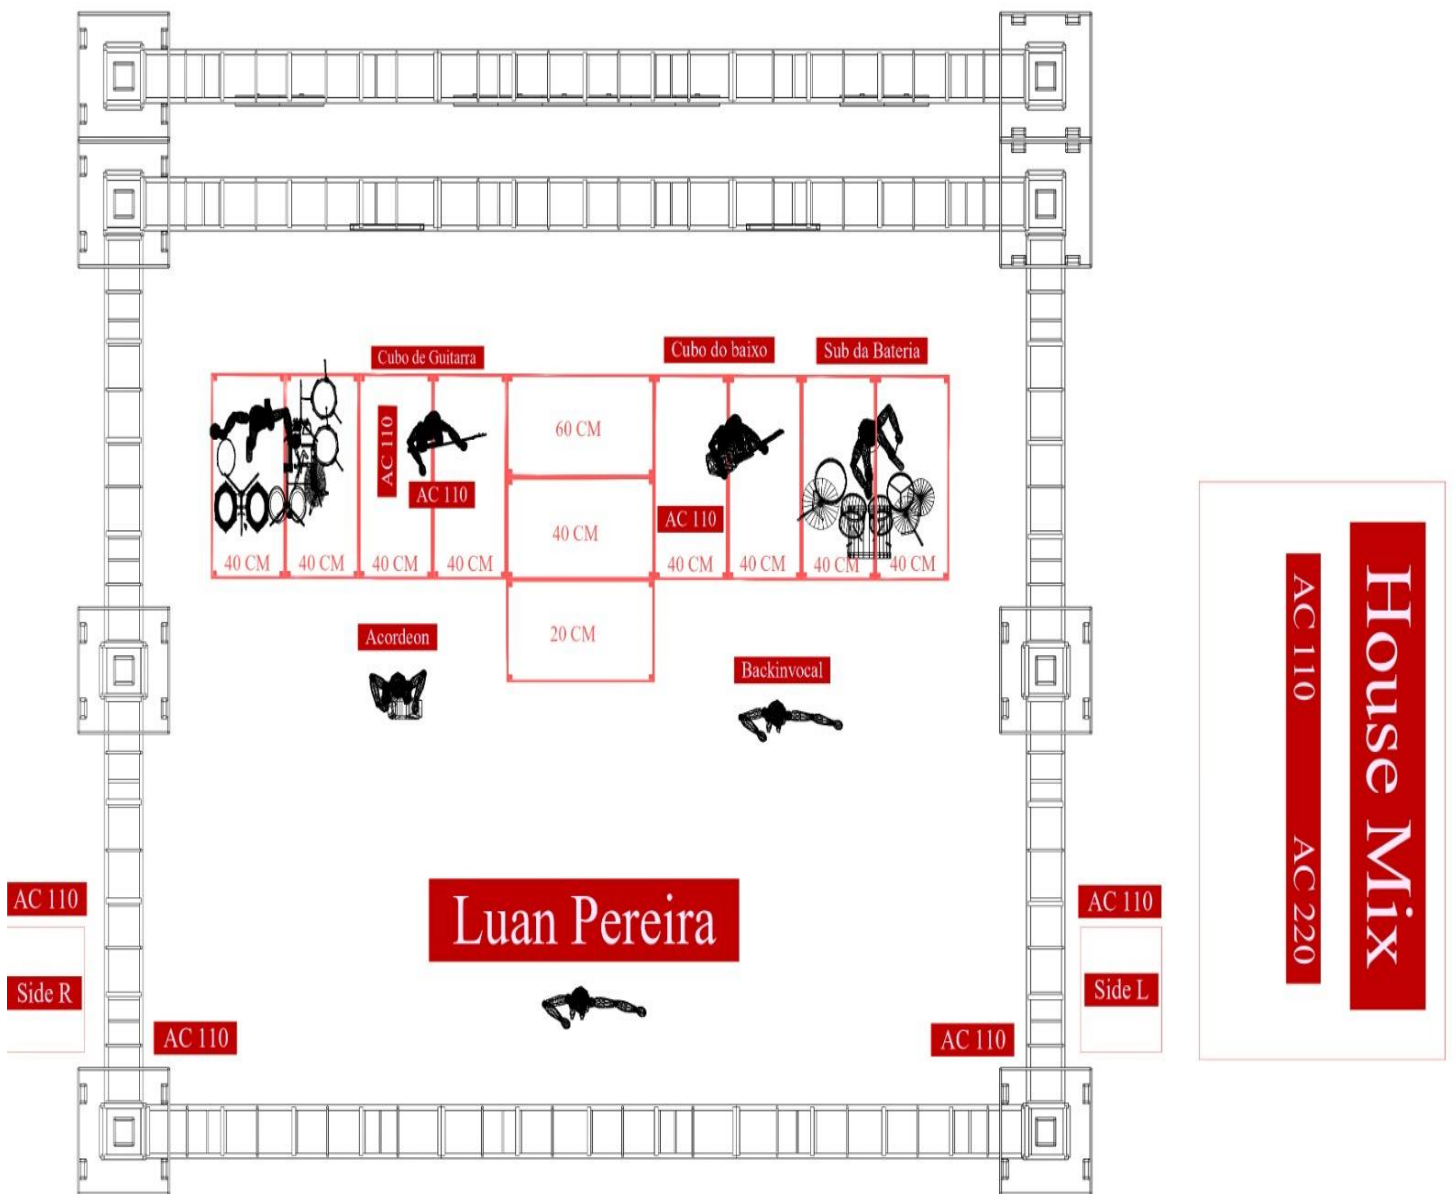 Cubo de Guitarra
Cubo do baixo
Sub da Bateria
AC 110
AC 110
AC 110
60 CM
40 CM
20 CM
40 CM
40 CM
40 CM
40 CM
40 CM
40 CM
40 CM
40 CM
Acordeon
Backinvocal
Luan Pereira
AC 110
Side R
AC 110
AC 110
Side L
AC 110
House Mix
AC 110
AC 220